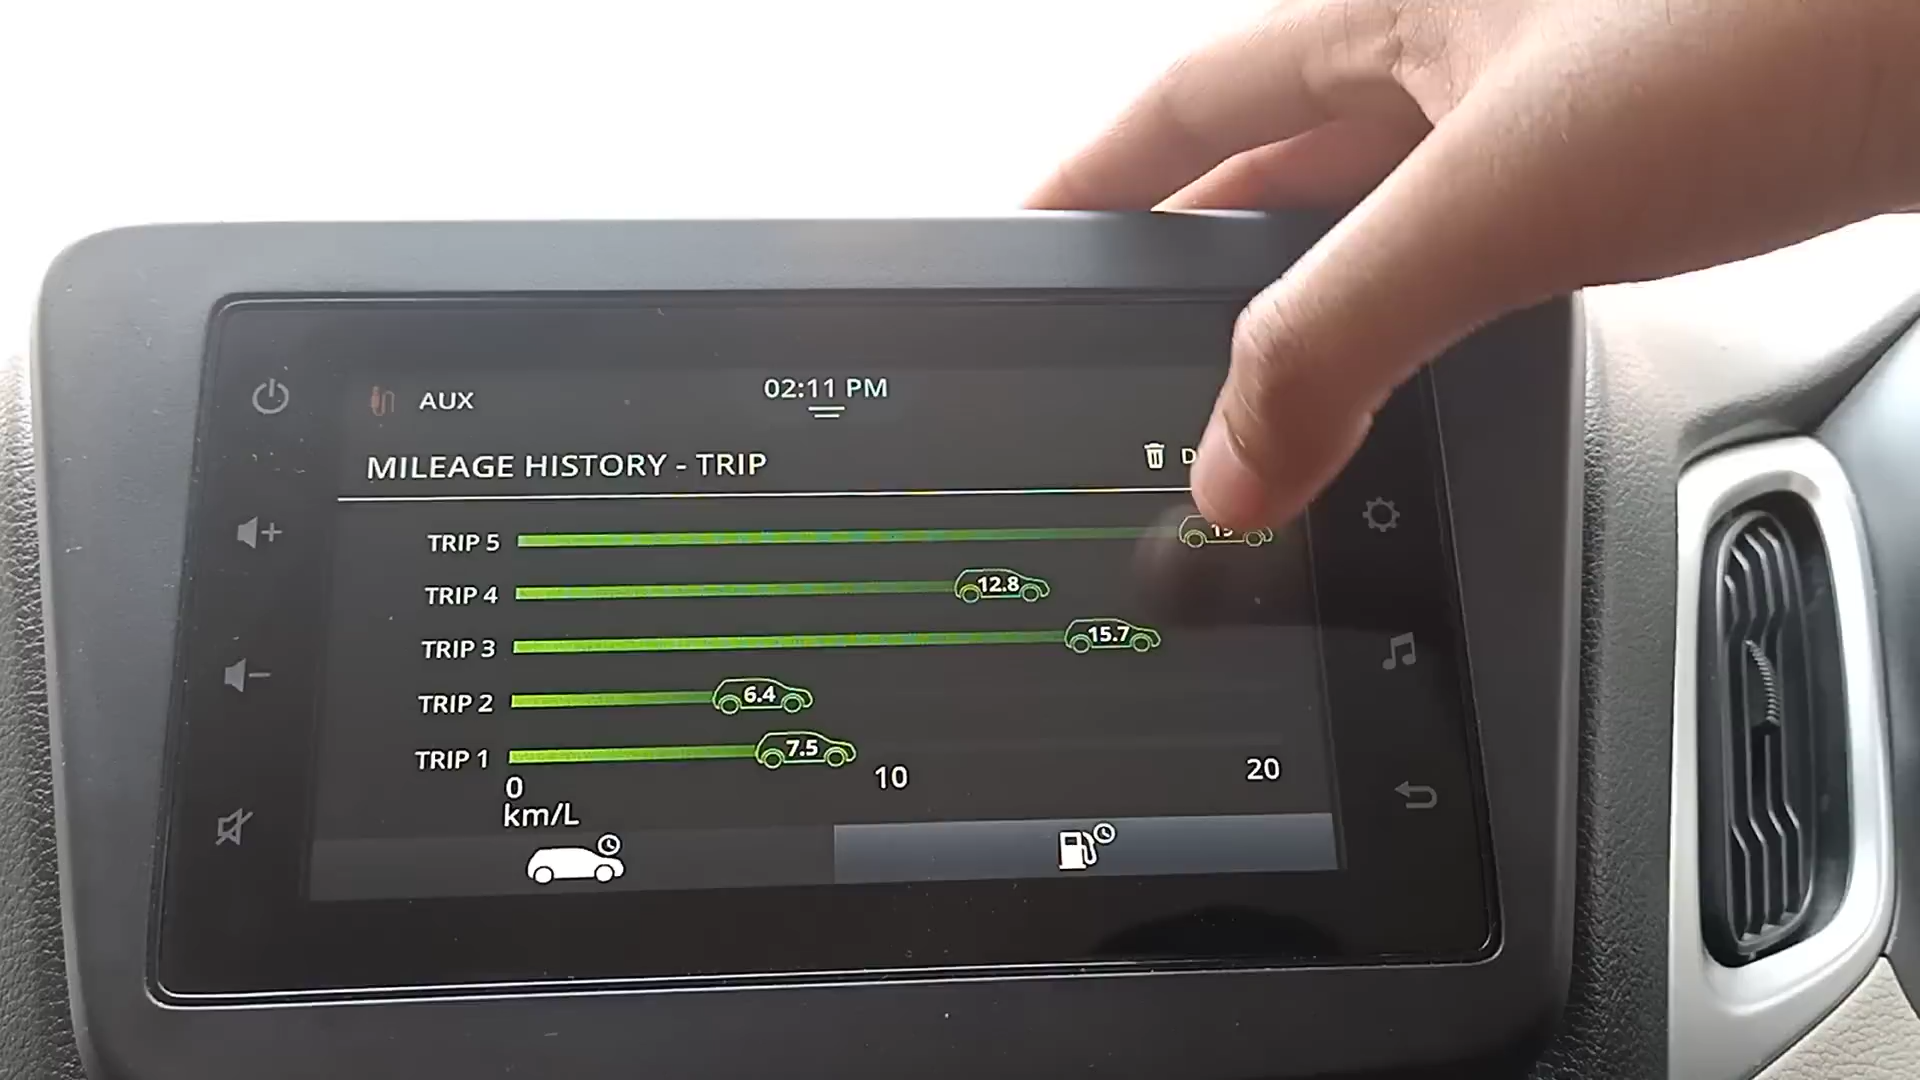 AUX
02:11 PM
MILEAGE HISTORY - TRIP
TRIP 5
TRIP 4 12.8
TRIP 3 15.7
TRIP 2 6.4
TRIP 1 7.5
0 10 20
km/L